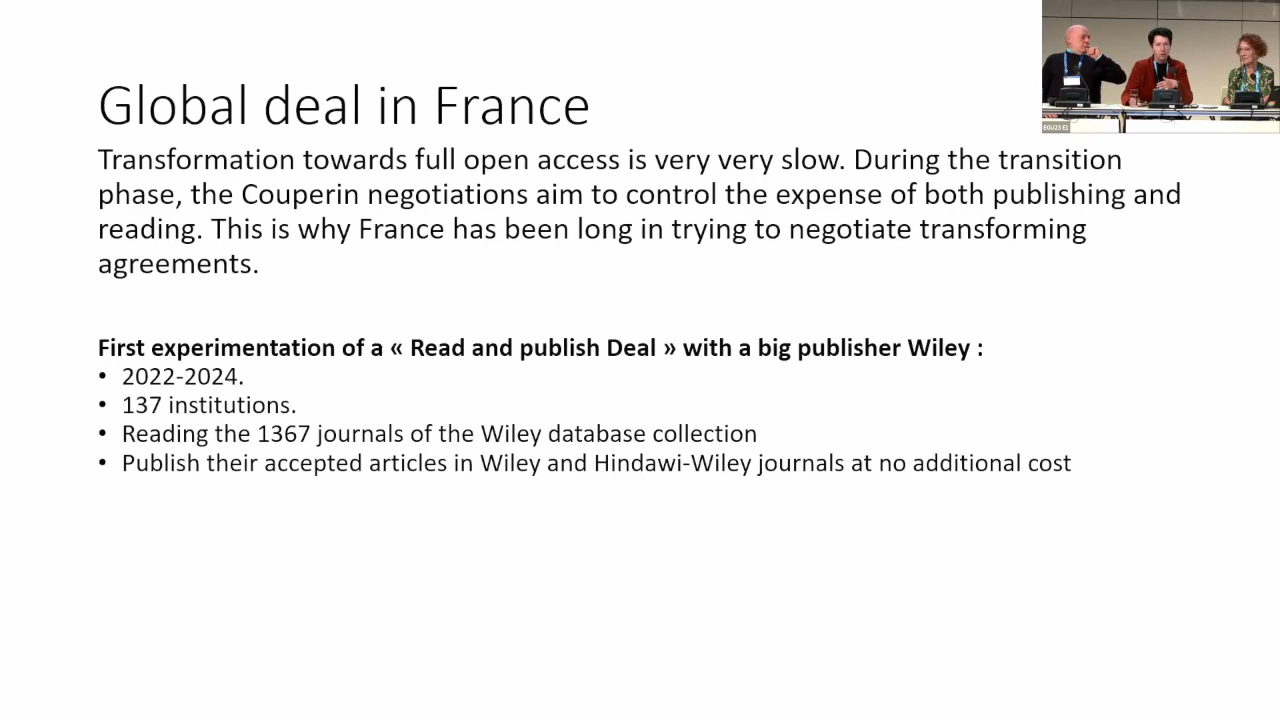 Global deal in France
Transformation towards full open access is very very slow. During the transition
phase, the Couperin negotiations aim to control the expense of both publishing and
reading. This is why France has been long in trying to negotiate transforming
agreements.
First experimentation of a « Read and publish Deal » with a big publisher Wiley :
• 2022-2024.
• 137 institutions.
• Reading the 1367 journals of the Wiley database collection
• Publish their accepted articles in Wiley and Hindawi-Wiley journals at no additional cost
EGU23 E1